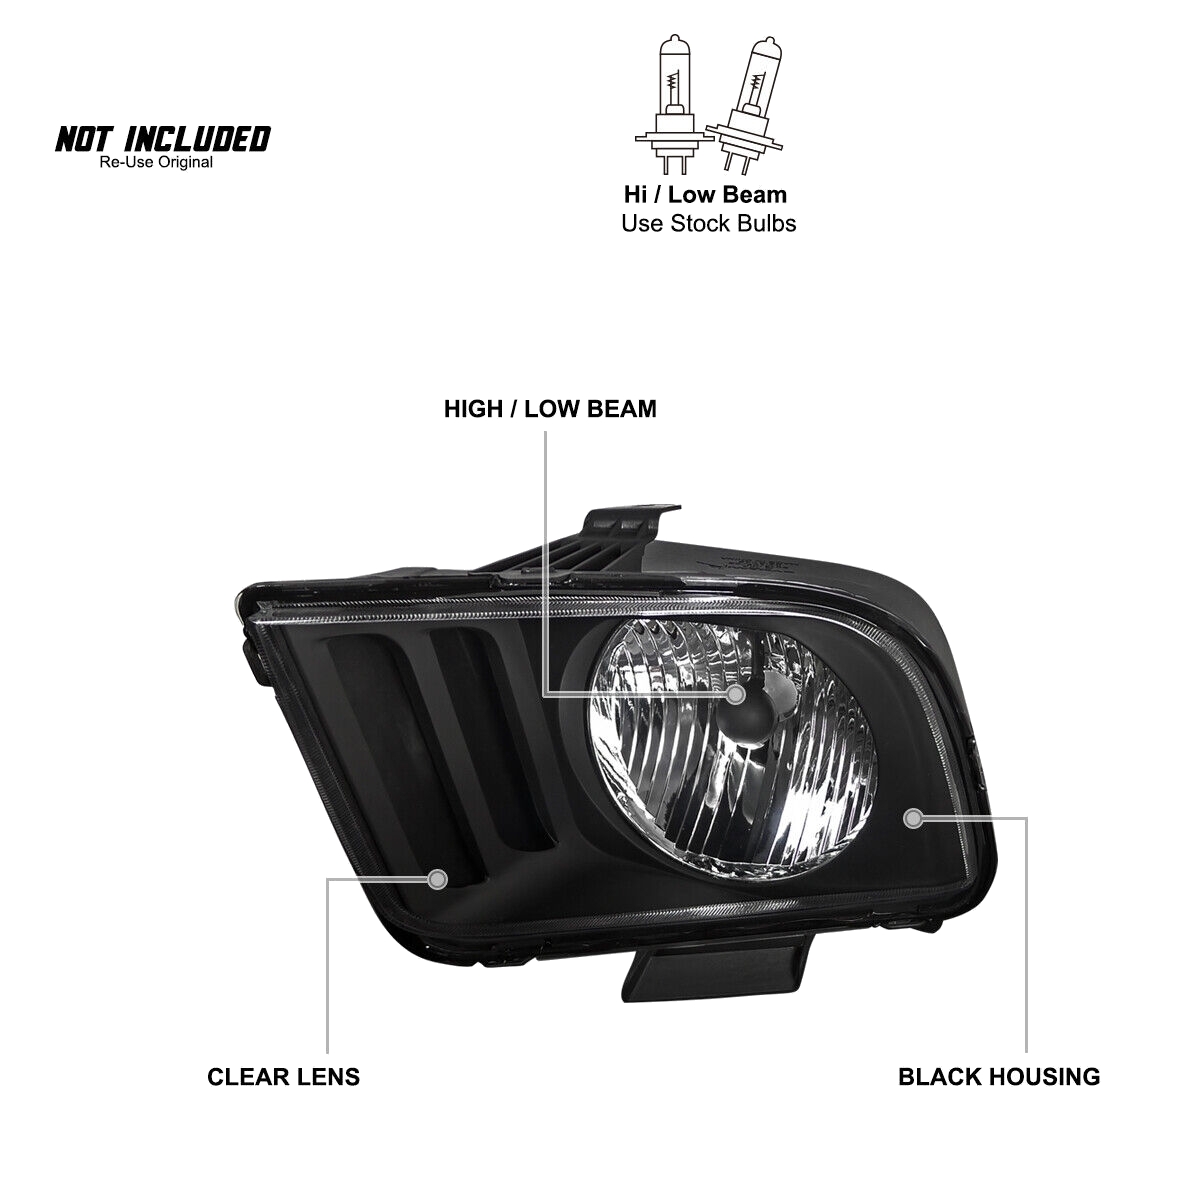 NOT INCLUDED
Re-Use Original
Hi / Low Beam
Use Stock Bulbs
HIGH / LOW BEAM
CLEAR LENS
BLACK HOUSING